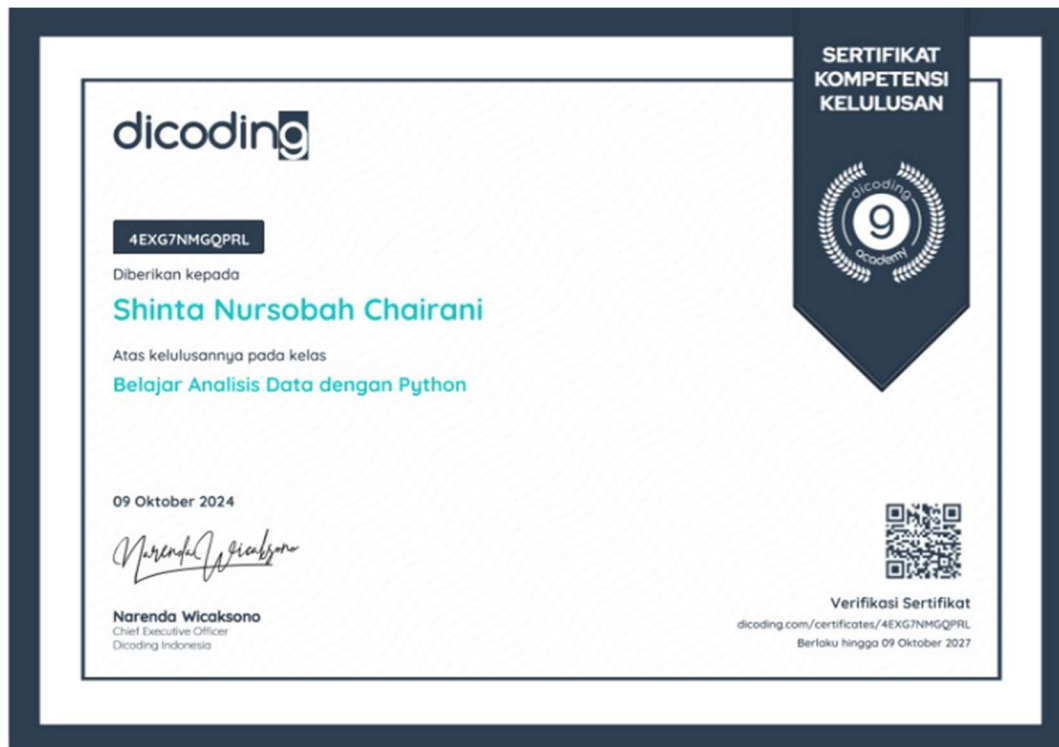 SERTIFIKAT
KOMPETENSI
KELULUSAN
dicoding
dicoding
9
academy
4EXG7NMGQPRL
Diberikan kepada
Shinta Nursobah Chairani
Atas kelulusannya pada kelas
Belajar Analisis Data dengan Python
09 Oktober 2024
Narenda Wicaksono
Narenda Wicaksono
Chief Executive Officer
Dicoding Indonesia
Verifikasi Sertifikat
dicoding.com/certificates/4EXG7NMGQPRL
Berlaku hingga 09 Oktober 2027